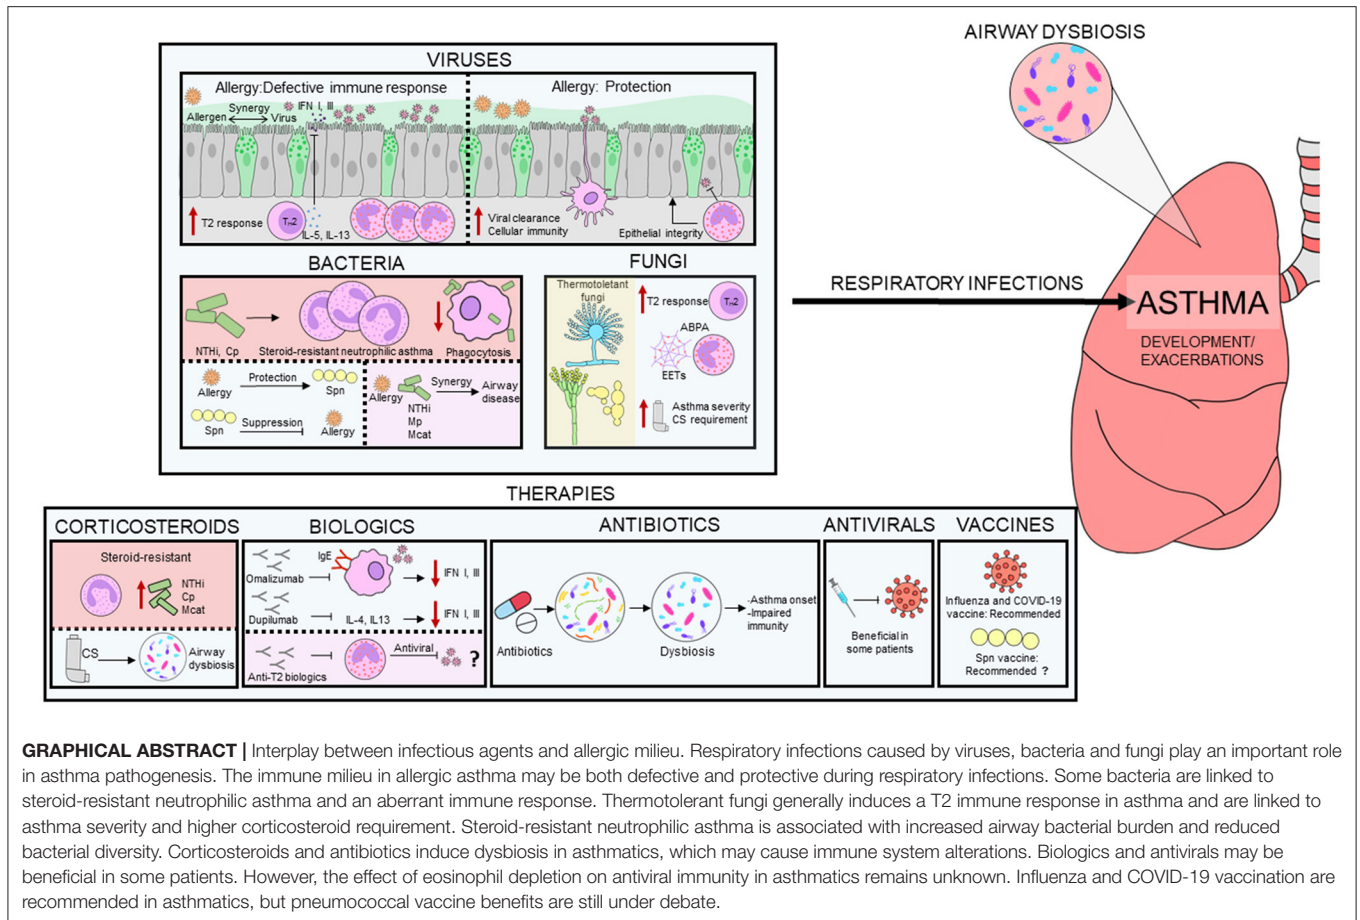 AIRWAY DYSBIOSIS
VIRUSES
Allergy:Defective immune response
Synergy
Allergen
Virus
IFN I, III
T2 response
TH2
IL-5, IL-13
Allergy: Protection
Viral clearance
Cellular immunity
Epithelial integrity
BACTERIA
NTHi, Cp
Steroid-resistant neutrophilic asthma
Phagocytosis
Allergy
Protection
Spn
Spn
Suppression
Allergy
Allergy
NTHi
Mp
Mcat
Synergy
Airway
disease
FUNGI
Thermotoletant
fungi
T2 response
TH2
ABPA
EETs
Asthma severity
CS requirement
RESPIRATORY INFECTIONS
ASTHMA
DEVELOPMENT/
EXACERBATIONS
THERAPIES
CORTICOSTEROIDS
Steroid-resistant
NTHi
Cp
Mcat
CS
Airway
dysbiosis
BIOLOGICS
IgE
Omalizumab
IFN I, III
Dupilumab
IL-4, IL13
IFN I, III
Anti-T2 biologics
Antiviral
?
ANTIBIOTICS
Antibiotics
Dysbiosis
-Asthma onset
-Impaired
immunity
ANTIVIRALS
Beneficial in
some patients
VACCINES
Influenza and COVID-19
vaccine: Recommended
Spn vaccine:
Recommended ?
GRAPHICAL ABSTRACT | Interplay between infectious agents and allergic milieu. Respiratory infections caused by viruses, bacteria and fungi play an important role
in asthma pathogenesis. The immune milieu in allergic asthma may be both defective and protective during respiratory infections. Some bacteria are linked to
steroid-resistant neutrophilic asthma and an aberrant immune response. Thermotolerant fungi generally induces a T2 immune response in asthma and are linked to
asthma severity and higher corticosteroid requirement. Steroid-resistant neutrophilic asthma is associated with increased airway bacterial burden and reduced
bacterial diversity. Corticosteroids and antibiotics induce dysbiosis in asthmatics, which may cause immune system alterations. Biologics and antivirals may be
beneficial in some patients. However, the effect of eosinophil depletion on antiviral immunity in asthmatics remains unknown. Influenza and COVID-19 vaccination are
recommended in asthmatics, but pneumococcal vaccine benefits are still under debate.